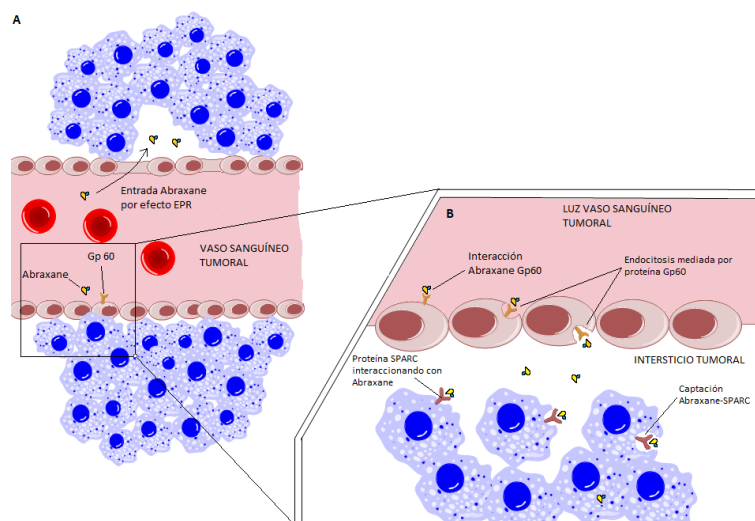 A
Entrada Abraxane
por efecto EPR
VASO SANGUÍNEO
TUMORAL
Gp 60
Abraxane
B
LUZ VASO SANGUÍNEO
TUMORAL
Interacción
Abraxane Gp60
Endocitosis mediada por
proteína Gp60
INTERSTICIO TUMORAL
Proteína SPARC
interaccionando con
Abraxane
Captación
Abraxane-SPARC